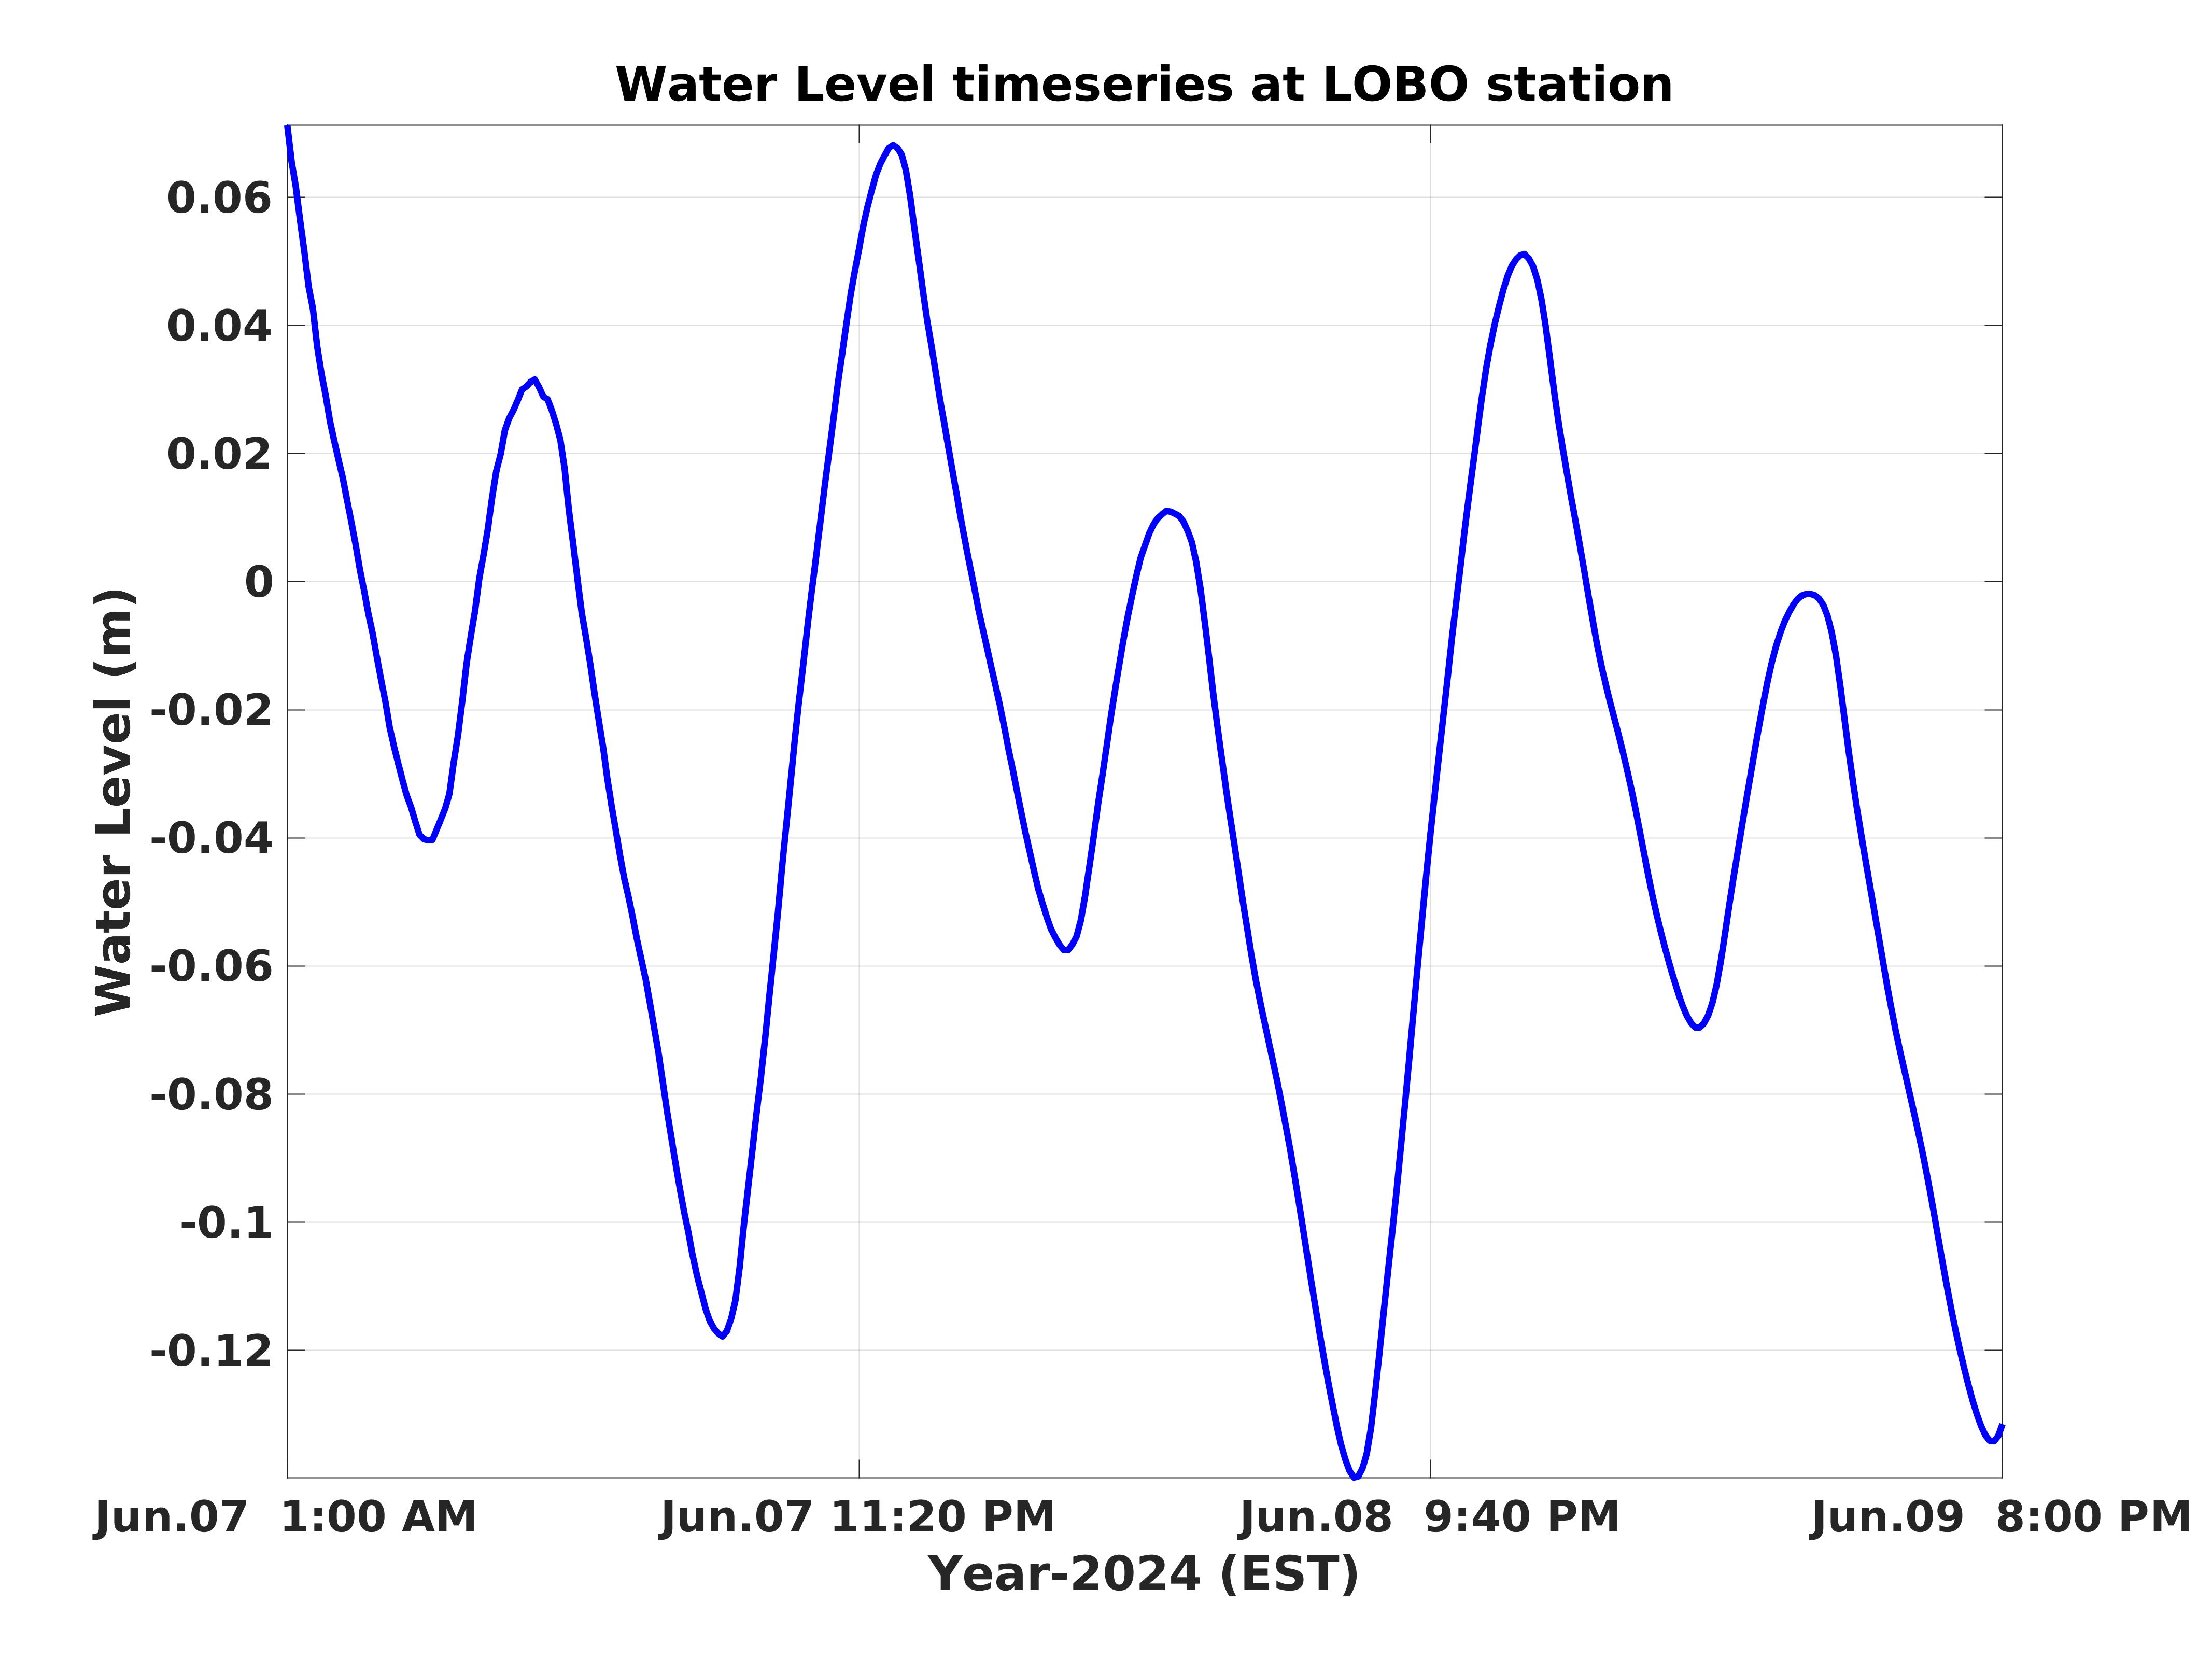 Water Level timeseries at LOBO station
Water Level (m)
0.06
0.04
0.02
0
-0.02
-0.04
-0.06
-0.08
-0.1
-0.12
Jun.07  1:00 AM
Jun.07 11:20 PM
Jun.08  9:40 PM
Jun.09  8:00 PM
Year-2024 (EST)